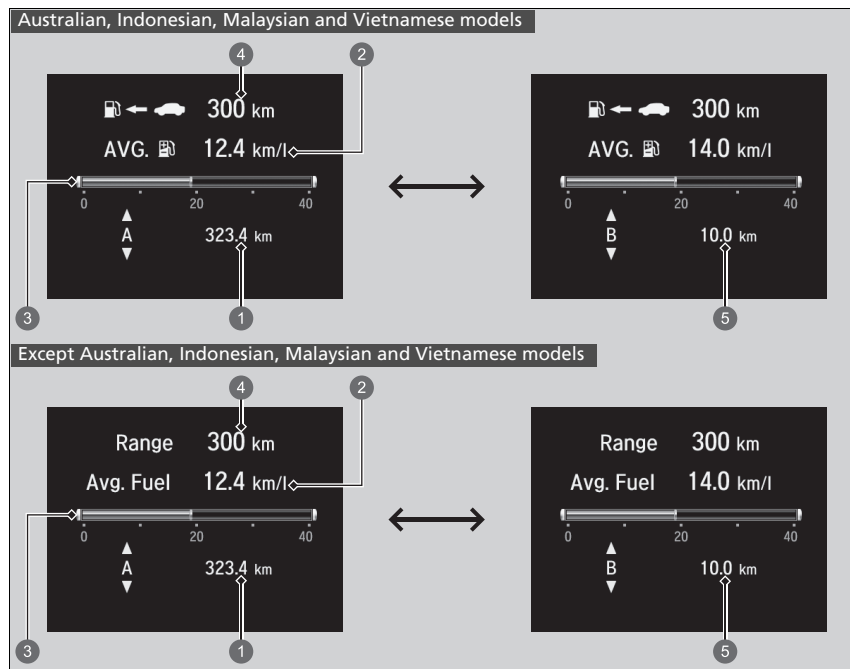 Australian, Indonesian, Malaysian and Vietnamese models
4 2
300 km 300 km
AVG. 12.4 km/l AVG. 14.0 km/l
0 20 40 0 20 40
A 323.4 km B 10.0 km
3 1 5
Except Australian, Indonesian, Malaysian and Vietnamese models
4 2
Range 300 km Range 300 km
Avg. Fuel 12.4 km/l Avg. Fuel 14.0 km/l
0 20 40 0 20 40
A 323.4 km B 10.0 km
3 1 5